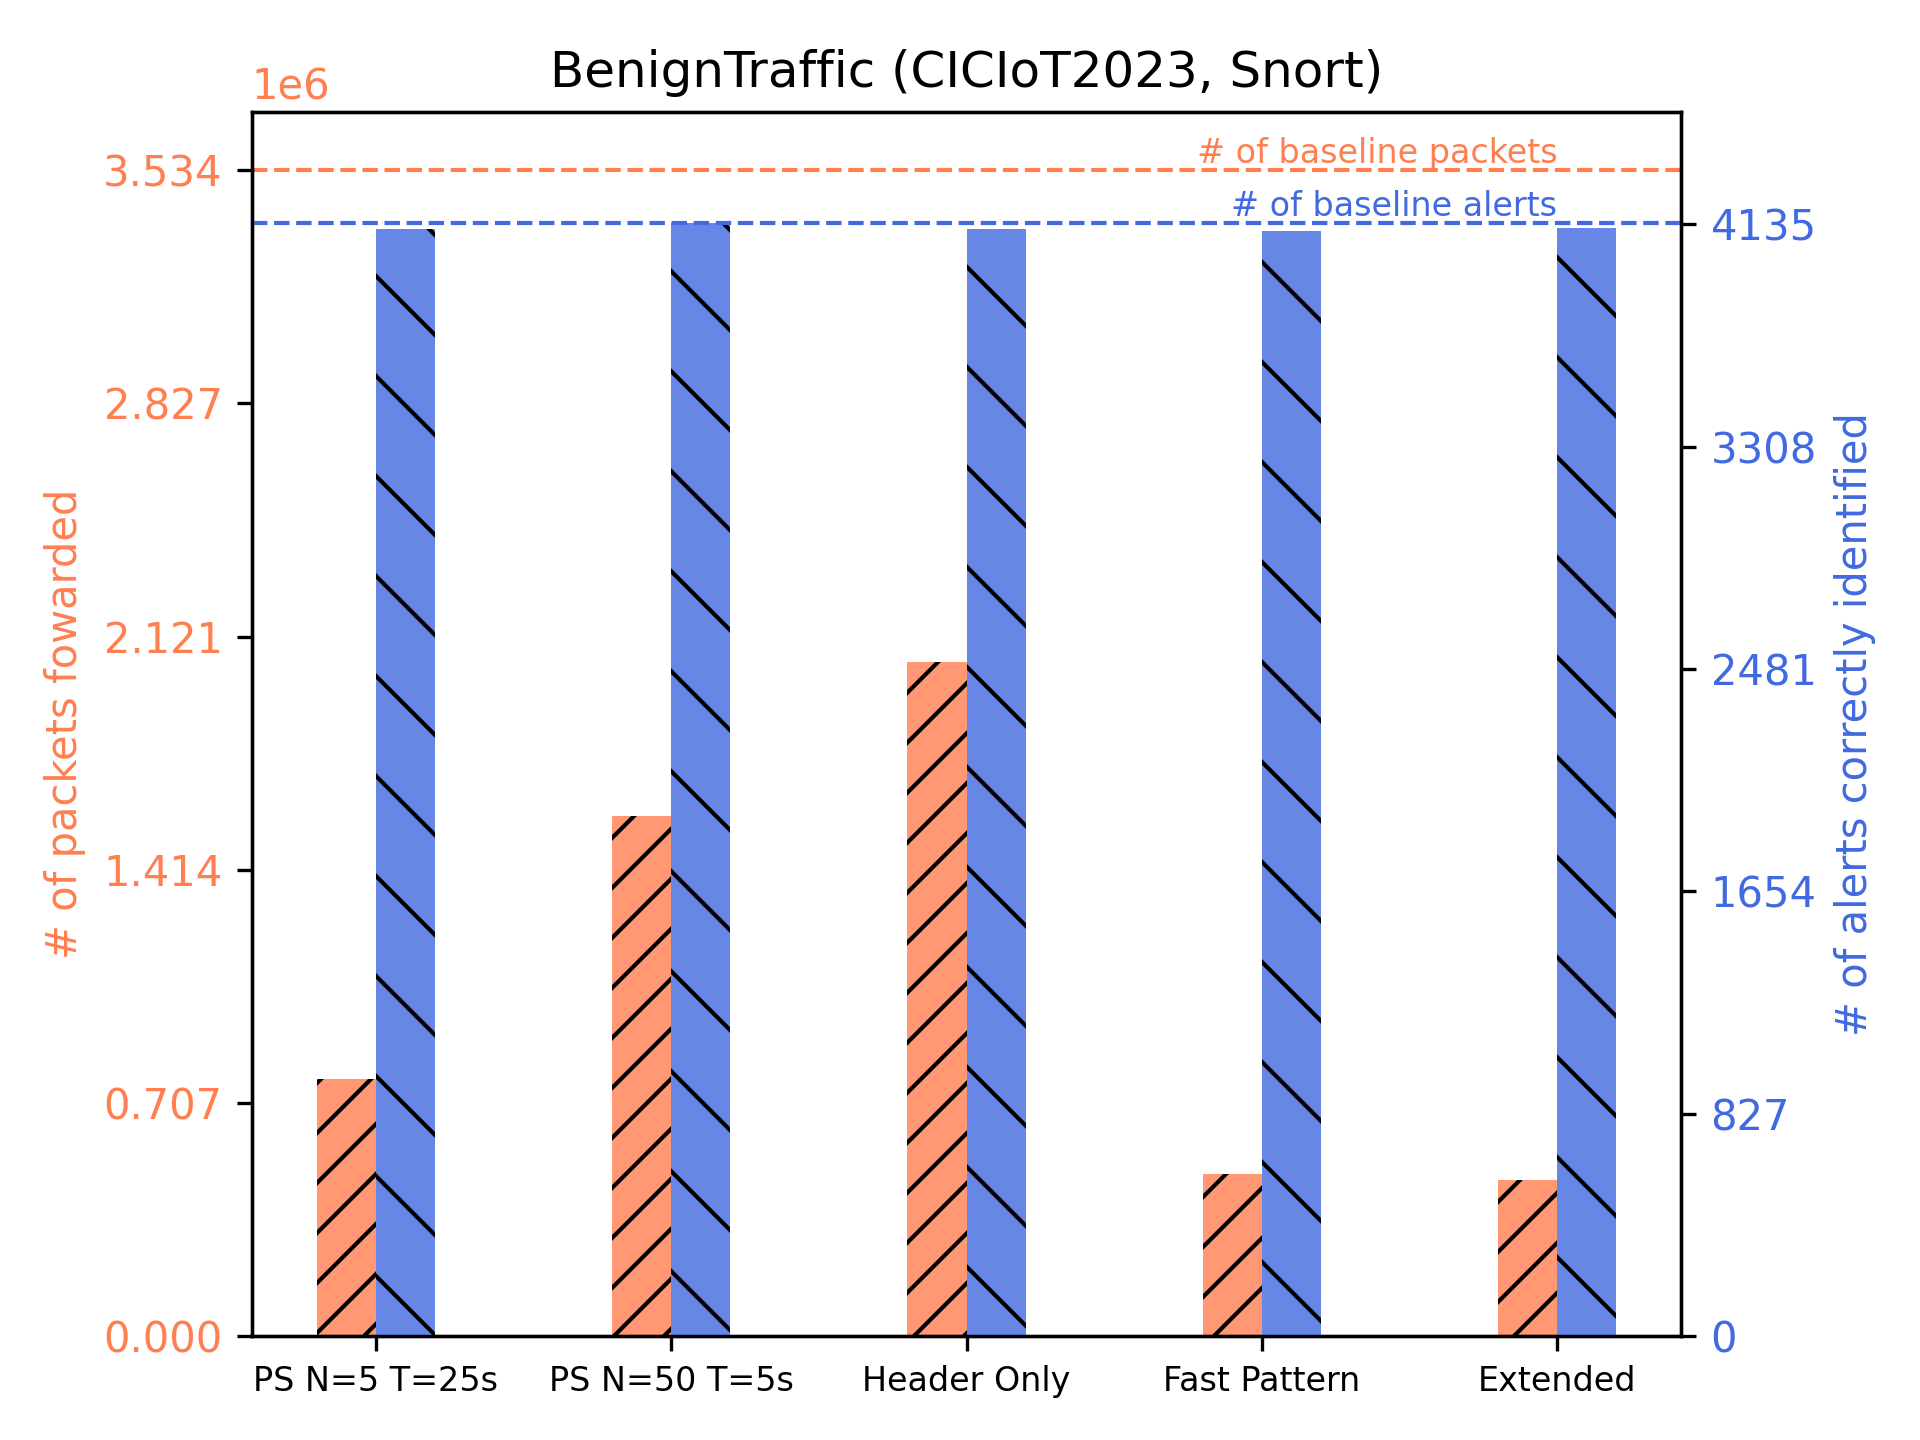 BenignTraffic (CICIoT2023, Snort)
1e6
# of baseline packets
# of baseline alerts
3.534
2.827
2.121
1.414
0.707
0.000
# of packets fowarded
4135
3308
2481
1654
827
0
# of alerts correctly identified
PS N=5 T=25s
PS N=50 T=5s
Header Only
Fast Pattern
Extended